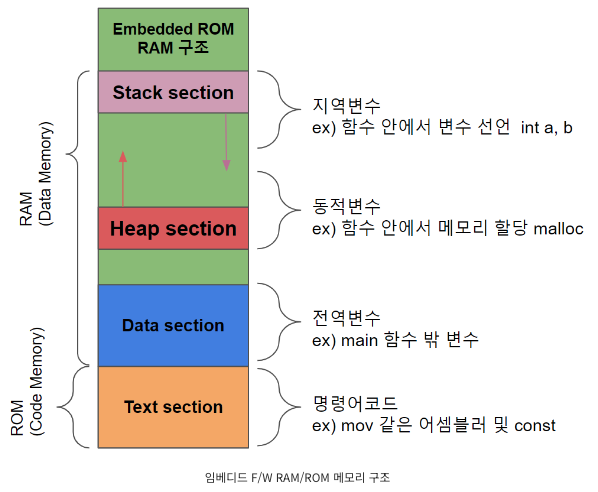 Embedded ROM
RAM 구조
Stack section
지역변수
ex) 함수 안에서 변수 선언 int a, b
RAM
(Data Memory)
동적변수
ex) 함수 안에서 메모리 할당 malloc
Heap section
Data section
전역변수
ex) main 함수 밖 변수
ROM
(Code Memory)
Text section
명령어코드
ex) mov 같은 어셈블러 및 const
임베디드 F/W RAM/ROM 메모리 구조